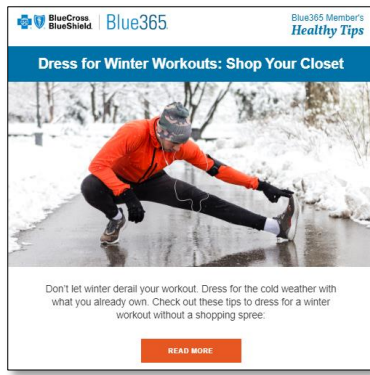 BlueCross
BlueShield
Blue365.
Blue365 Member's
Healthy Tips
Dress for Winter Workouts: Shop Your Closet
Don't let winter derail your workout. Dress for the cold weather with
what you already own. Check out these tips to dress for a winter
workout without a shopping spree:
READ MORE